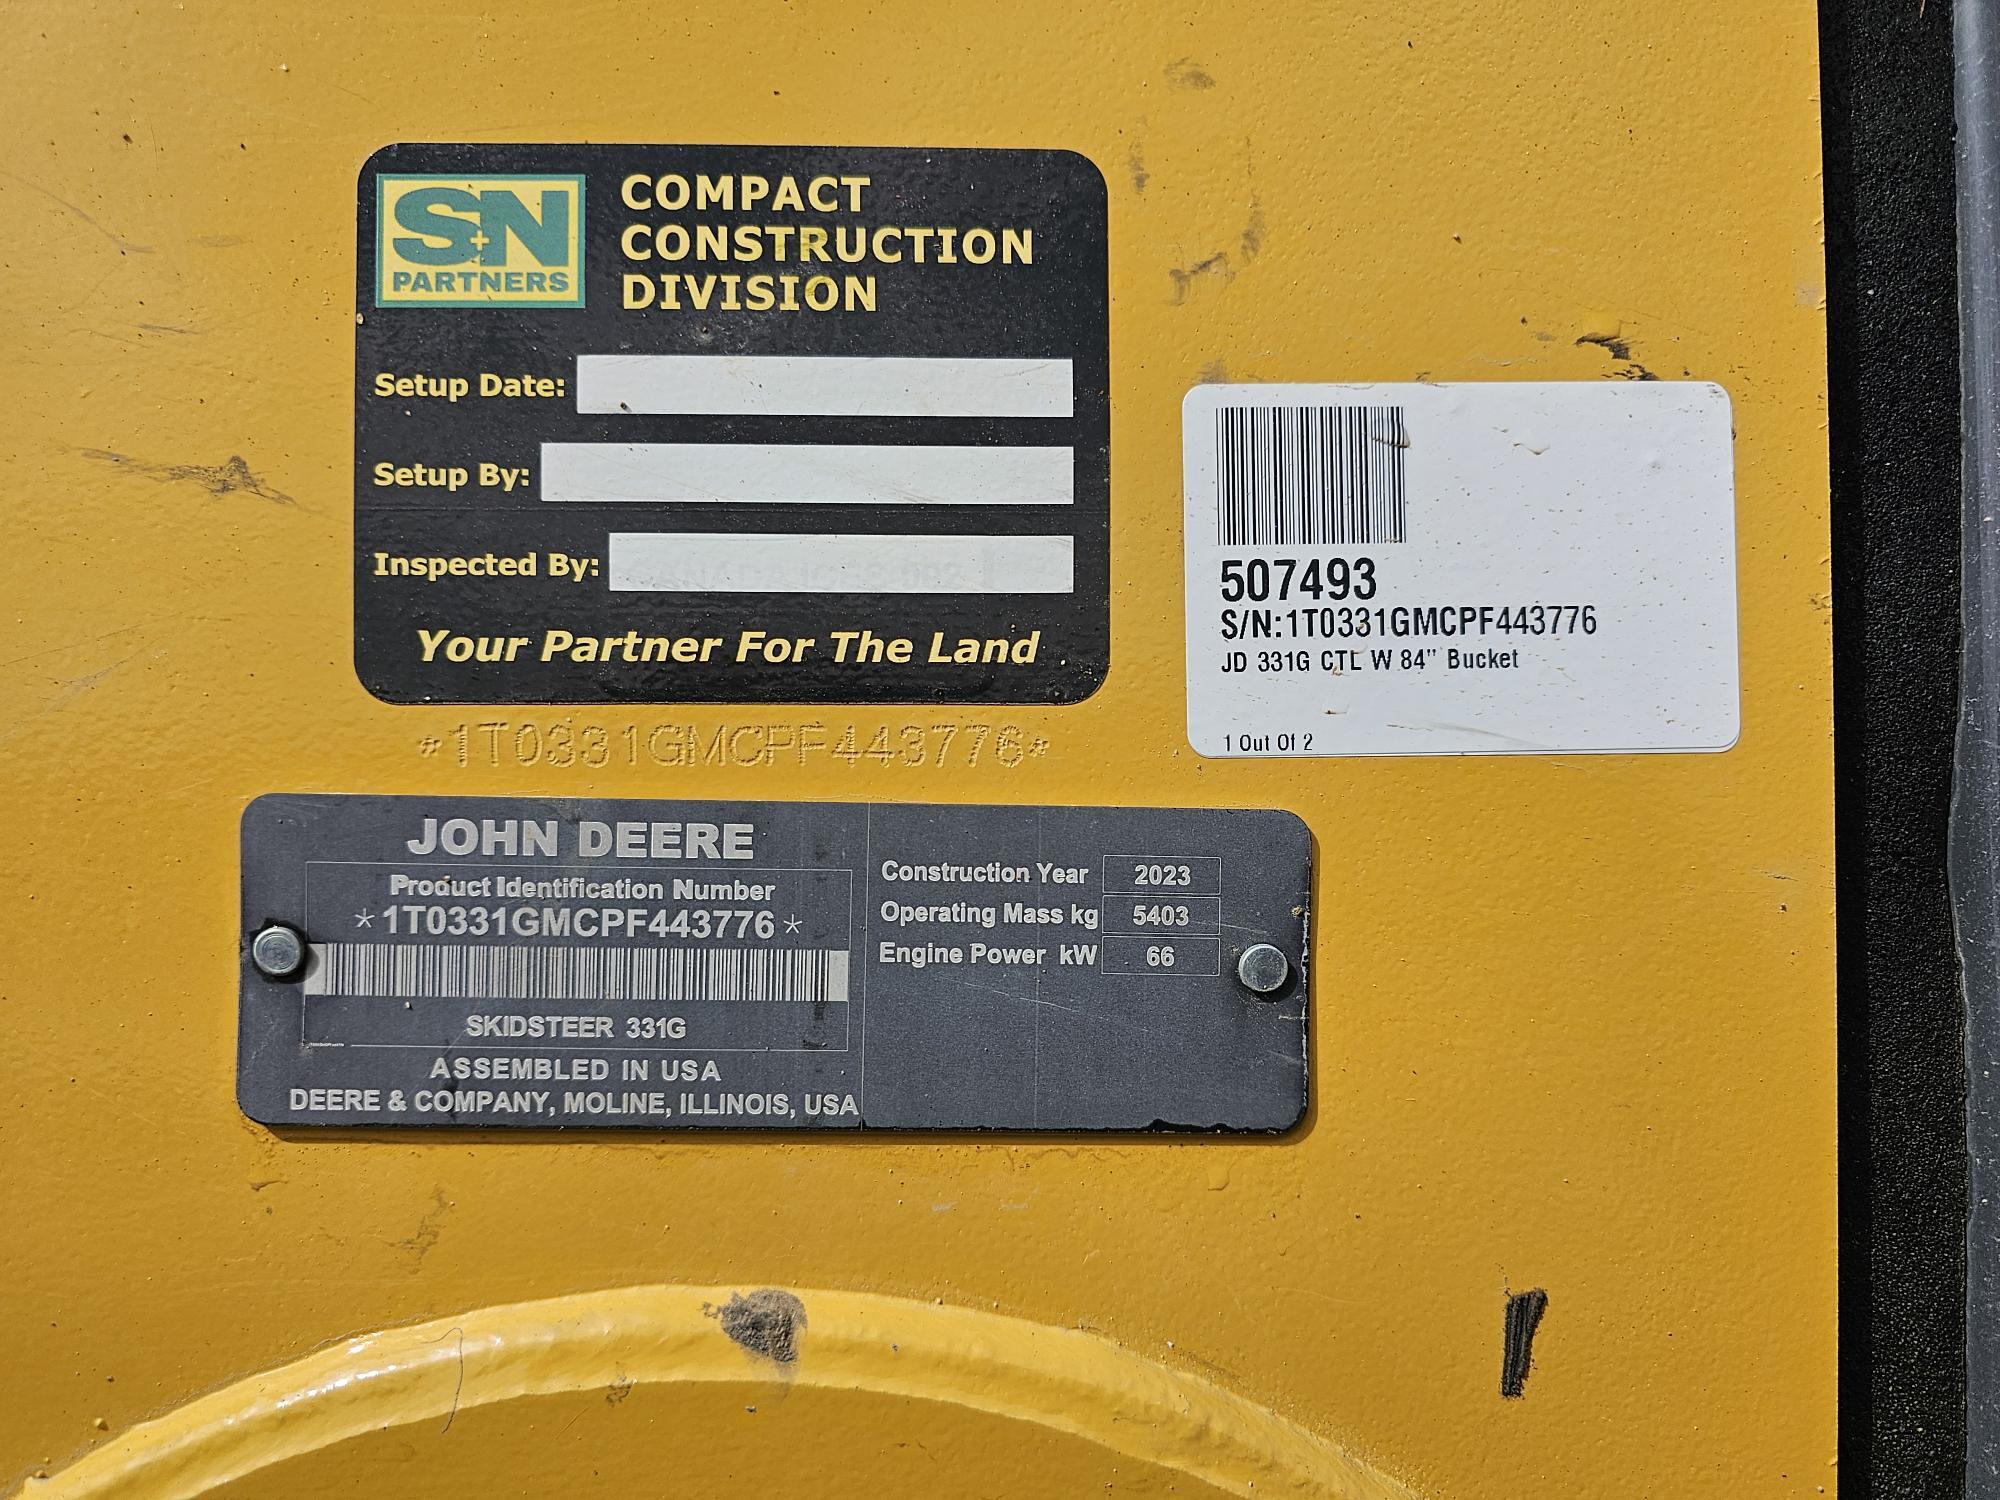 S+N
PARTNERS
COMPACT
CONSTRUCTION
DIVISION
Setup Date:
Setup By:
Inspected By:
Your Partner For The Land
507493
S/N:1T0331GMCPF443776
JD 331G CTL W 84" Bucket
1 Out Of 2
*1T0331GMCPF443776*
JOHN DEERE
Product Identification Number
*1T0331GMCPF443776*
SKIDSTEER 331G
ASSEMBLED IN USA
DEERE & COMPANY, MOLINE, ILLINOIS, USA
Construction Year 2023
Operating Mass kg 5403
Engine Power kW 66